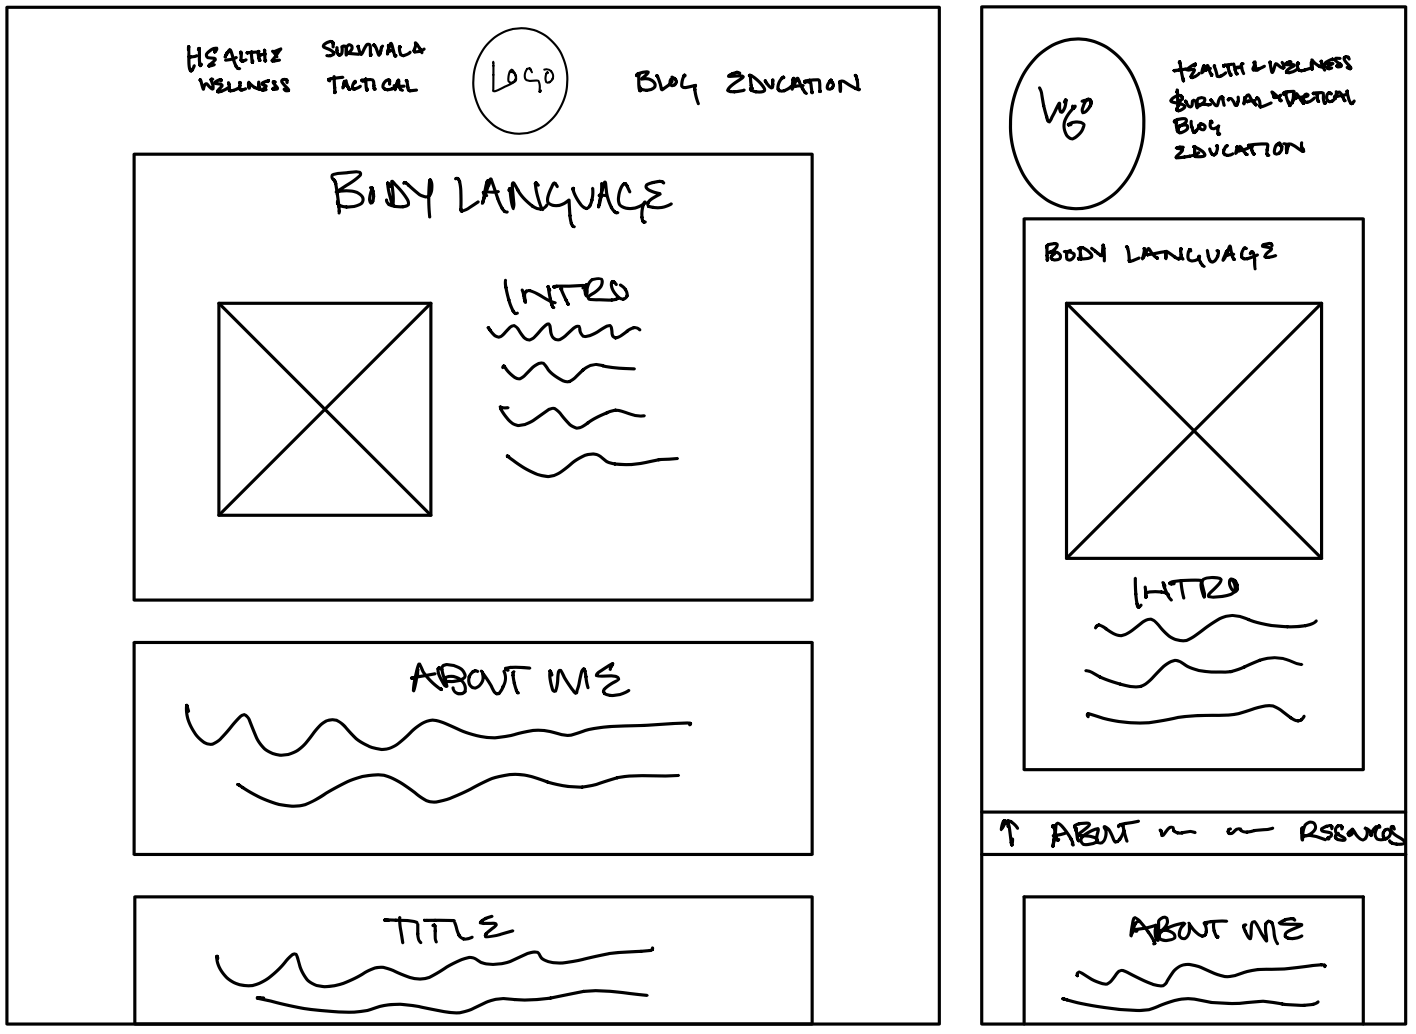 HEALTH &
WELLNESS
SURVIVAL &
TACTICAL
LOGO
BLOG
EDUCATION
BODY LANGUAGE
INTRO
ABOUT ME
TITLE
LOGO
HEALTH & WELLNESS
SURVIVAL & TACTICAL
BLOG
EDUCATION
BODY LANGUAGE
INTRO
↑ ABOUT RESOURCES
ABOUT ME